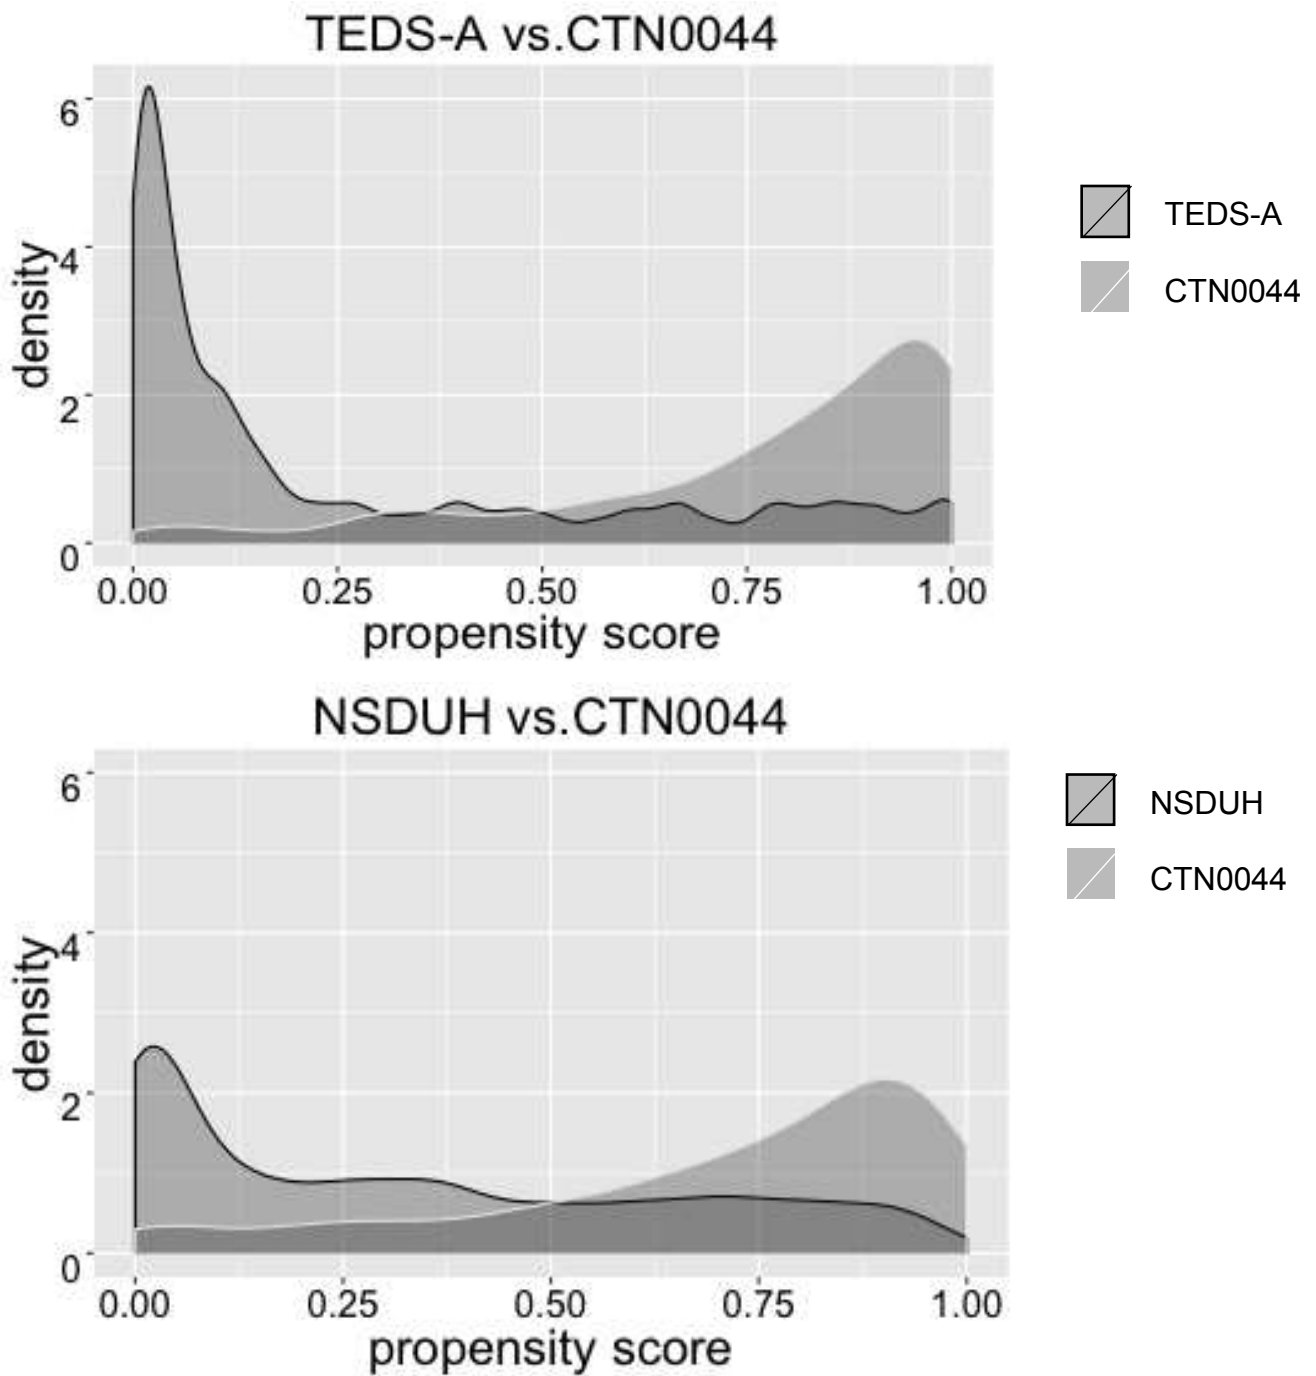 TEDS-A vs.CTN0044
6
4
2
0
density
0.00 0.25 0.50 0.75 1.00
propensity score
TEDS-A
CTN0044
NSDUH vs.CTN0044
6
4
2
0
density
0.00 0.25 0.50 0.75 1.00
propensity score
NSDUH
CTN0044